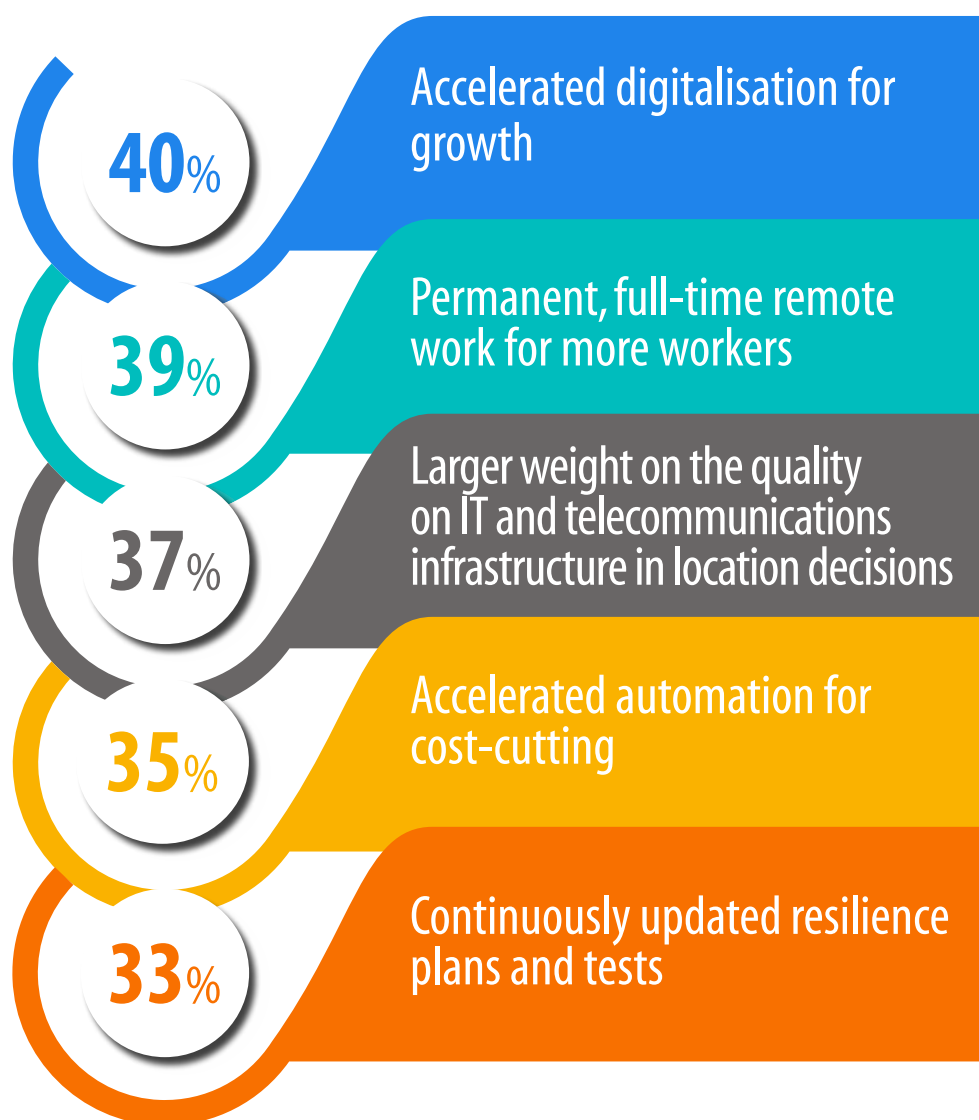 40%
Accelerated digitalisation for
growth
39%
Permanent, full-time remote
work for more workers
37%
Larger weight on the quality
on IT and telecommunications
infrastructure in location decisions
35%
Accelerated automation for
cost-cutting
33%
Continuously updated resilience
plans and tests